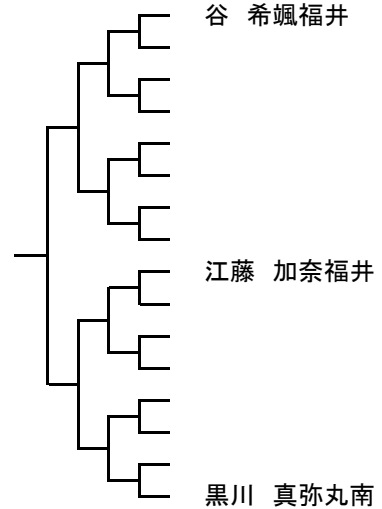 谷　希颯福井
江藤　加奈福井
黒川　真弥丸南